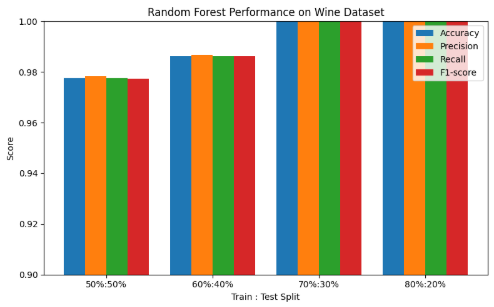 Random Forest Performance on Wine Dataset
1.00
0.98
0.96
0.94
0.92
0.90
Score
Accuracy
Precision
Recall
F1-score
50%:50%
60%:40%
70%:30%
80%:20%
Train : Test Split